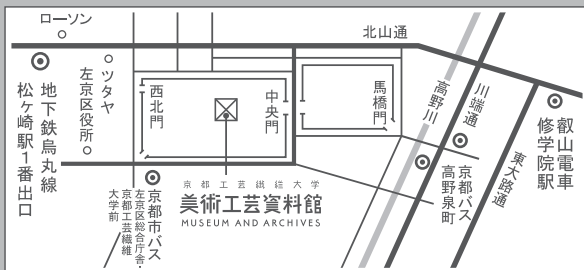 ローソン
北山通
地下鉄烏丸線
松ヶ崎駅1番出口
ツタヤ
左京区役所
西北門
中央門
馬橋門
高野川
川端通
叡山電車
修学院駅
東大路通
京都バス
高野泉町
京都市バス
左京区総合庁舎・
京都工芸繊維
大学前
京都工芸繊維大学
美術工芸資料館
MUSEUM AND ARCHIVES